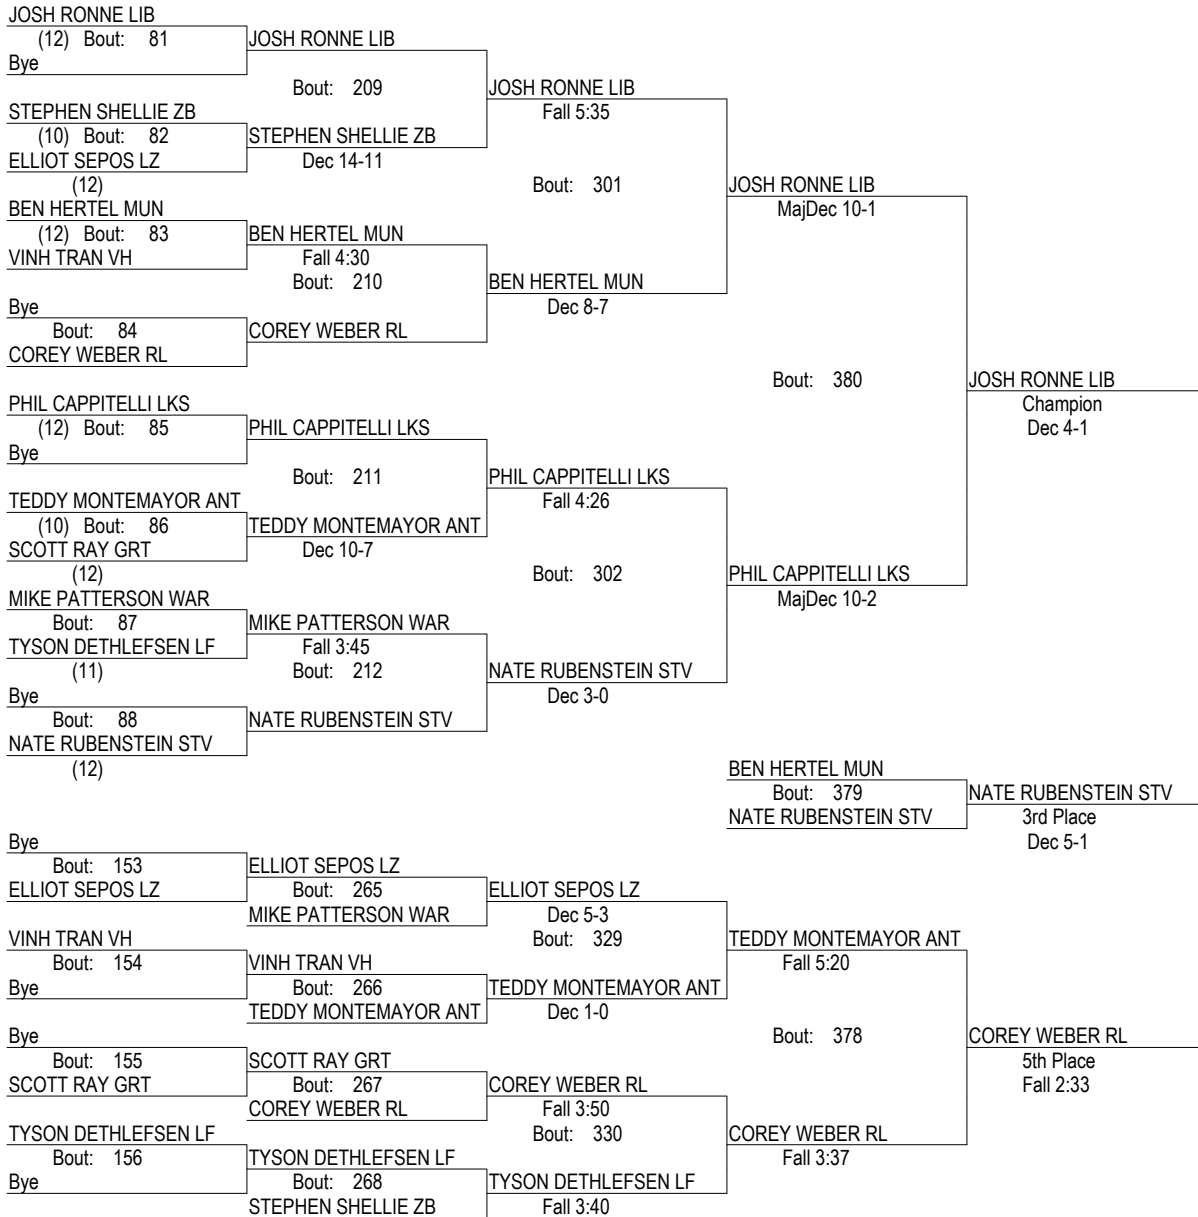 JOSH RONNE LIB
(12) Bout: 81 JOSH RONNE LIB
Bye
Bout: 209 JOSH RONNE LIB
STEPHEN SHELLIE ZB Fall 5:35
(10) Bout: 82 STEPHEN SHELLIE ZB
ELLIOT SEPOS LZ Dec 14-11
(12) Bout: 301 JOSH RONNE LIB
BEN HERTEL MUN MajDec 10-1
(12) Bout: 83 BEN HERTEL MUN
VINH TRAN VH Fall 4:30
Bout: 210 BEN HERTEL MUN
Bye Dec 8-7
Bout: 84 COREY WEBER RL
COREY WEBER RL
Bout: 380 JOSH RONNE LIB
PHIL CAPPITELLI LKS Champion
(12) Bout: 85 PHIL CAPPITELLI LKS Dec 4-1
Bye
Bout: 211 PHIL CAPPITELLI LKS
TEDDY MONTEMAYOR ANT Fall 4:26
(10) Bout: 86 TEDDY MONTEMAYOR ANT
SCOTT RAY GRT Dec 10-7
(12) Bout: 302 PHIL CAPPITELLI LKS
MIKE PATTERSON WAR MajDec 10-2
Bout: 87 MIKE PATTERSON WAR
TYSON DETHLEFSEN LF Fall 3:45
(11) Bout: 212 NATE RUBENSTEIN STV
Bye Dec 3-0
Bout: 88 NATE RUBENSTEIN STV
NATE RUBENSTEIN STV
(12) BEN HERTEL MUN
Bout: 379 NATE RUBENSTEIN STV
NATE RUBENSTEIN STV 3rd Place
Bye Dec 5-1
Bout: 153 ELLIOT SEPOS LZ
ELLIOT SEPOS LZ Bout: 265 ELLIOT SEPOS LZ
MIKE PATTERSON WAR Dec 5-3
VINH TRAN VH Bout: 329 TEDDY MONTEMAYOR ANT
Bout: 154 VINH TRAN VH Fall 5:20
Bye Bout: 266 TEDDY MONTEMAYOR ANT
TEDDY MONTEMAYOR ANT Dec 1-0
Bye Bout: 378 COREY WEBER RL
Bout: 155 SCOTT RAY GRT 5th Place
SCOTT RAY GRT Bout: 267 COREY WEBER RL Fall 2:33
COREY WEBER RL Fall 3:50
TYSON DETHLEFSEN LF Bout: 330 COREY WEBER RL
Bout: 156 TYSON DETHLEFSEN LF Fall 3:37
Bye Bout: 268 TYSON DETHLEFSEN LF
STEPHEN SHELLIE ZB Fall 3:40